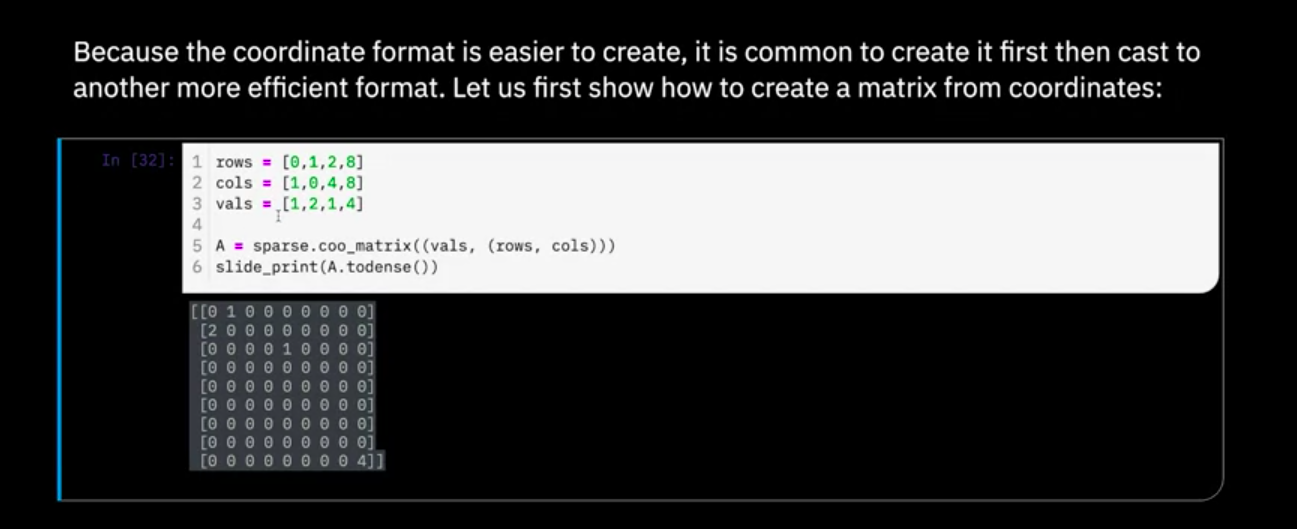 Because the coordinate format is easier to create, it is common to create it first then cast to
another more efficient format. Let us first show how to create a matrix from coordinates:
In [32]:
1 rows = [0,1,2,8]
2 cols = [1,0,4,8]
3 vals = [1,2,1,4]
4
5 A = sparse.coo_matrix((vals, (rows, cols)))
6 slide_print(A.todense())
[[0 1 0 0 0 0 0 0 0]
[2 0 0 0 0 0 0 0 0]
[0 0 0 0 1 0 0 0 0]
[0 0 0 0 0 0 0 0 0]
[0 0 0 0 0 0 0 0 0]
[0 0 0 0 0 0 0 0 0]
[0 0 0 0 0 0 0 0 0]
[0 0 0 0 0 0 0 0 0]
[0 0 0 0 0 0 0 0 4]]